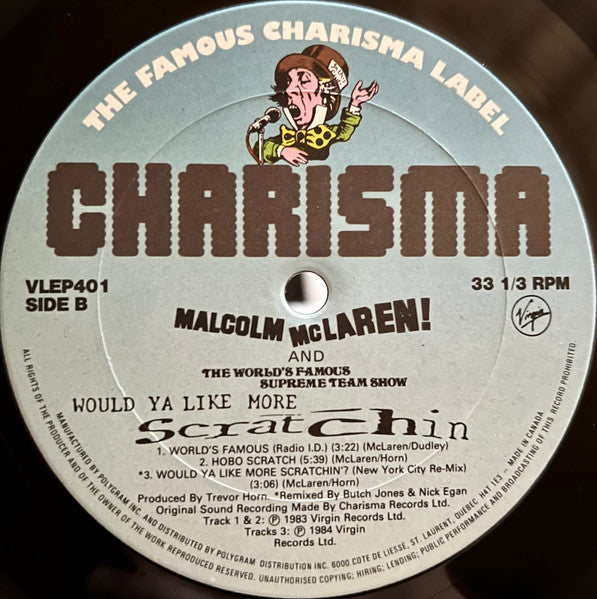 THE FAMOUS CHARISMA LABEL
CHARISMA
VLEP401
SIDE B
33 1/3 RPM
Virgin
MALCOLM McLAREN!
AND
THE WORLD'S FAMOUS
SUPREME TEAM SHOW
WOULD YA LIKE MORE
Scratchin
1. WORLD'S FAMOUS (Radio I.D.) (3:22) (McLaren/Dudley)
2. HOBO SCRATCH (5:39) (McLaren/Horn)
*3. WOULD YA LIKE MORE SCRATCHIN'? (New York City Re-Mix)
(3:06) (McLaren/Horn)
Produced By Trevor Horn. *Remixed By Butch Jones & Nick Egan
Original Sound Recording Made By Charisma Records Ltd.
Track 1 & 2: Ⓟ 1983 Virgin Records Ltd.
Tracks 3: Ⓟ 1984 Virgin
Records Ltd.
MANUFACTURED BY POLYGRAM INC. AND DISTRIBUTED BY POLYGRAM DISTRIBUTION INC. 6000 COTE DE LIESSE, ST. LAURENT, QUEBEC H4T 1E3 – MADE IN CANADA
ALL RIGHTS OF THE PRODUCER AND OF THE OWNER OF THE WORK REPRODUCED RESERVED. UNAUTHORISED COPYING; HIRING; LENDING; PUBLIC PERFORMANCE AND BROADCASTING OF THIS RECORD PROHIBITED.